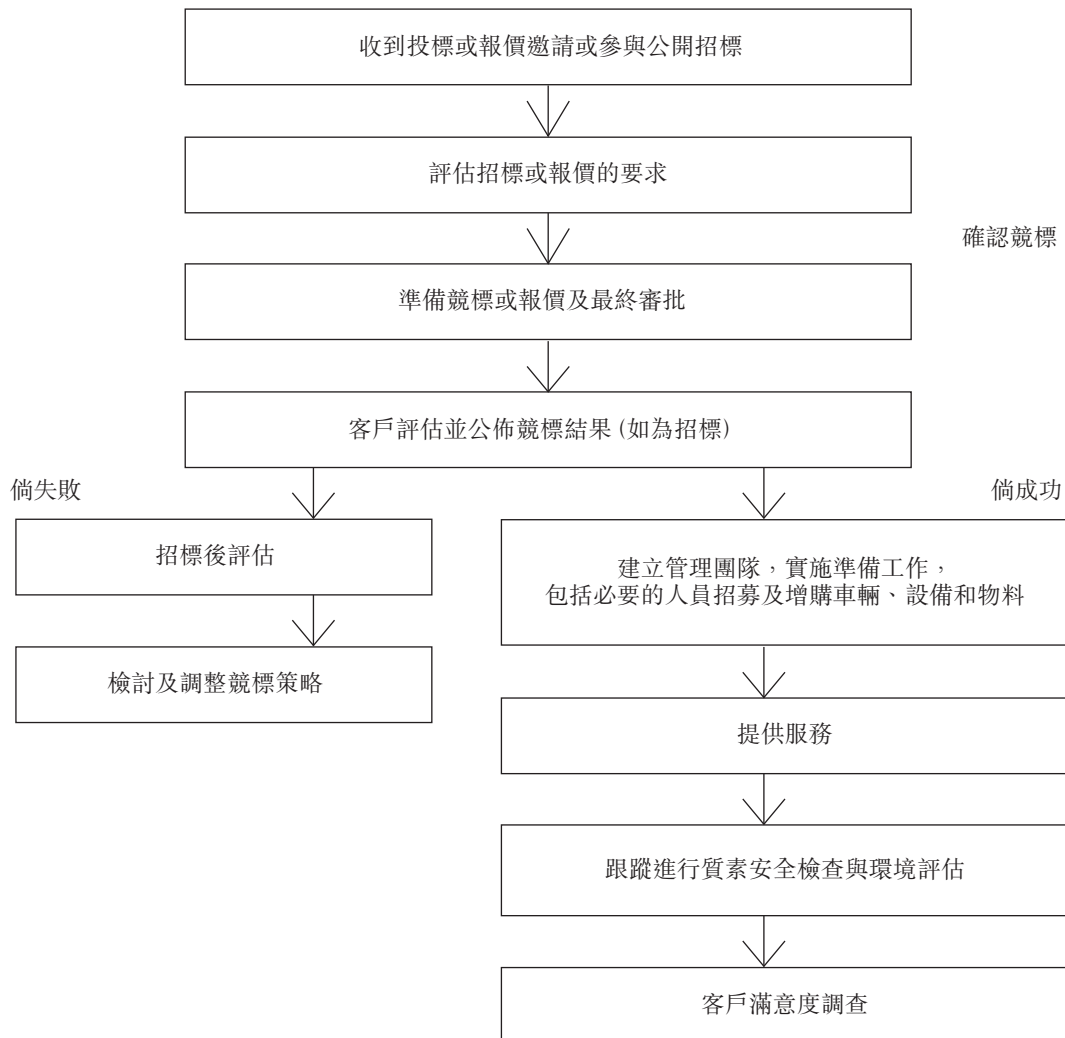 收到投標或報價邀請或參與公開招標
評估招標或報價的要求
確認競標
準備競標或報價及最終審批
客戶評估並公佈競標結果 (如為招標)
倘失敗
倘成功
招標後評估
建立管理團隊，實施準備工作，
包括必要的人員招募及增購車輛、設備和物料
檢討及調整競標策略
提供服務
跟蹤進行質素安全檢查與環境評估
客戶滿意度調查